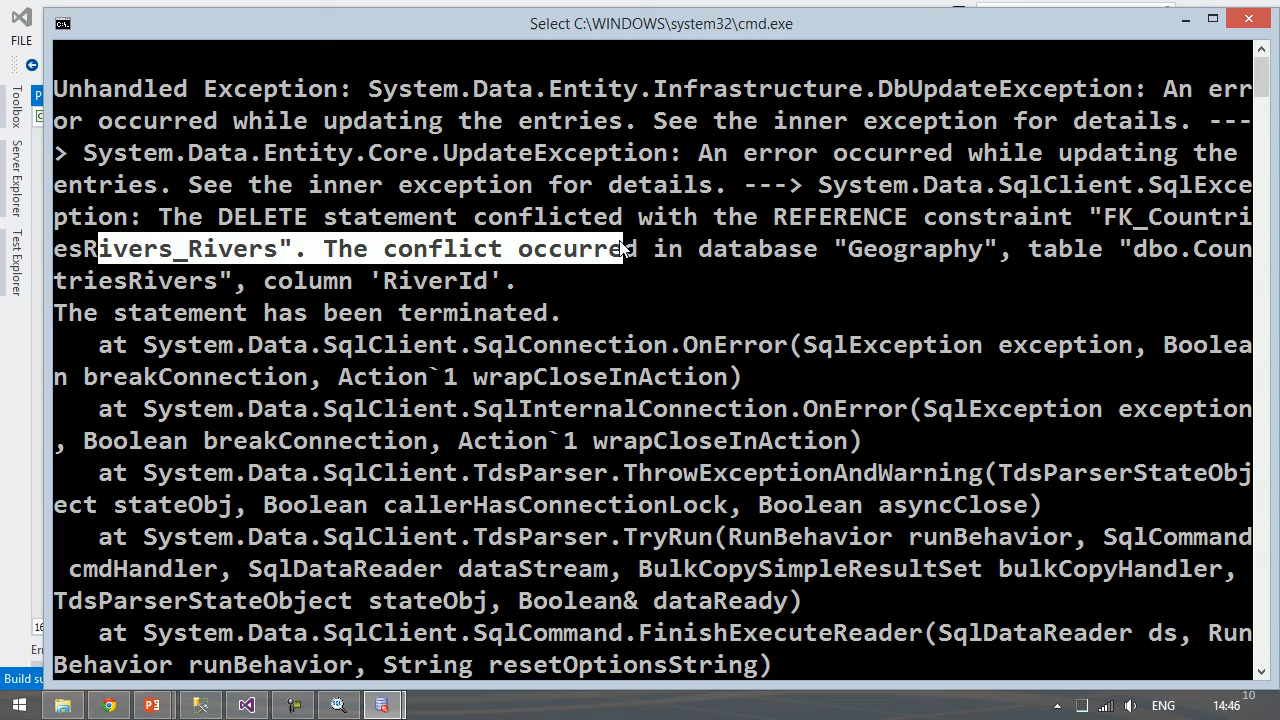 Select C:\WINDOWS\system32\cmd.exe
FILE
Toolbox
Server Explorer
Test Explorer
P
Unhandled Exception: System.Data.Entity.Infrastructure.DbUpdateException: An err
or occurred while updating the entries. See the inner exception for details. ---
> System.Data.Entity.Core.UpdateException: An error occurred while updating the
entries. See the inner exception for details. ---> System.Data.SqlClient.SqlExce
ption: The DELETE statement conflicted with the REFERENCE constraint "FK_Countri
esRivers_Rivers". The conflict occurred in database "Geography", table "dbo.Coun
triesRivers", column 'RiverId'.
The statement has been terminated.
   at System.Data.SqlClient.SqlConnection.OnError(SqlException exception, Boolea
n breakConnection, Action`1 wrapCloseInAction)
   at System.Data.SqlClient.SqlInternalConnection.OnError(SqlException exception
, Boolean breakConnection, Action`1 wrapCloseInAction)
   at System.Data.SqlClient.TdsParser.ThrowExceptionAndWarning(TdsParserStateObj
ect stateObj, Boolean callerHasConnectionLock, Boolean asyncClose)
   at System.Data.SqlClient.TdsParser.TryRun(RunBehavior runBehavior, SqlCommand
 cmdHandler, SqlDataReader dataStream, BulkCopySimpleResultSet bulkCopyHandler,
TdsParserStateObject stateObj, Boolean& dataReady)
   at System.Data.SqlClient.SqlCommand.FinishExecuteReader(SqlDataReader ds, Run
Behavior runBehavior, String resetOptionsString)
16
Err
Build su
ENG
14:46
10